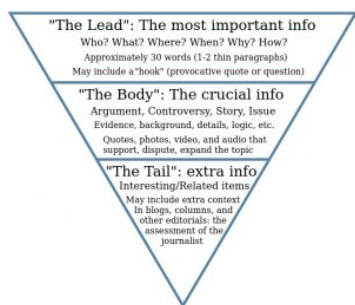 "The Lead": The most important info
Who? What? Where? When? Why? How?
Approximately 30 words (1-2 thin paragraphs)
May include a "hook" (provocative quote or question)
"The Body": The crucial info
Argument, Controversy, Story, Issue
Evidence, background, details, logic, etc.
Quotes, photos, video, and audio that
support, dispute, expand the topic
"The Tail": extra info
Interesting/Related items
May include extra context
In blogs, columns, and
other editorials: the
assessment of the
journalist